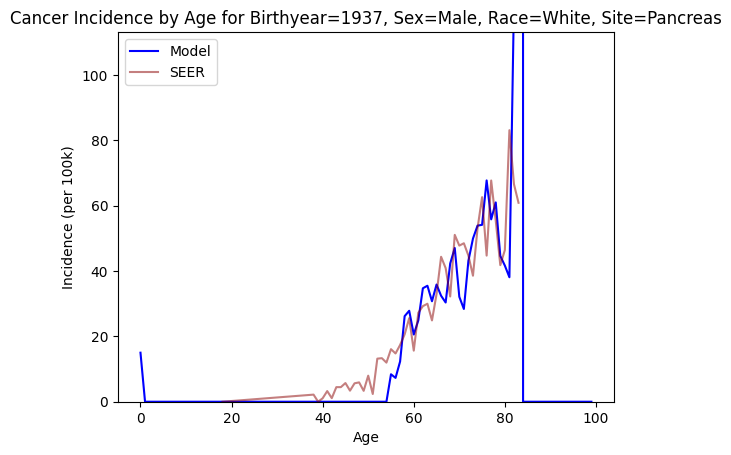 Cancer Incidence by Age for Birthyear=1937, Sex=Male, Race=White, Site=Pancreas
Model
SEER
Incidence (per 100k)
100
80
60
40
20
0
0 20 40 60 80 100
Age